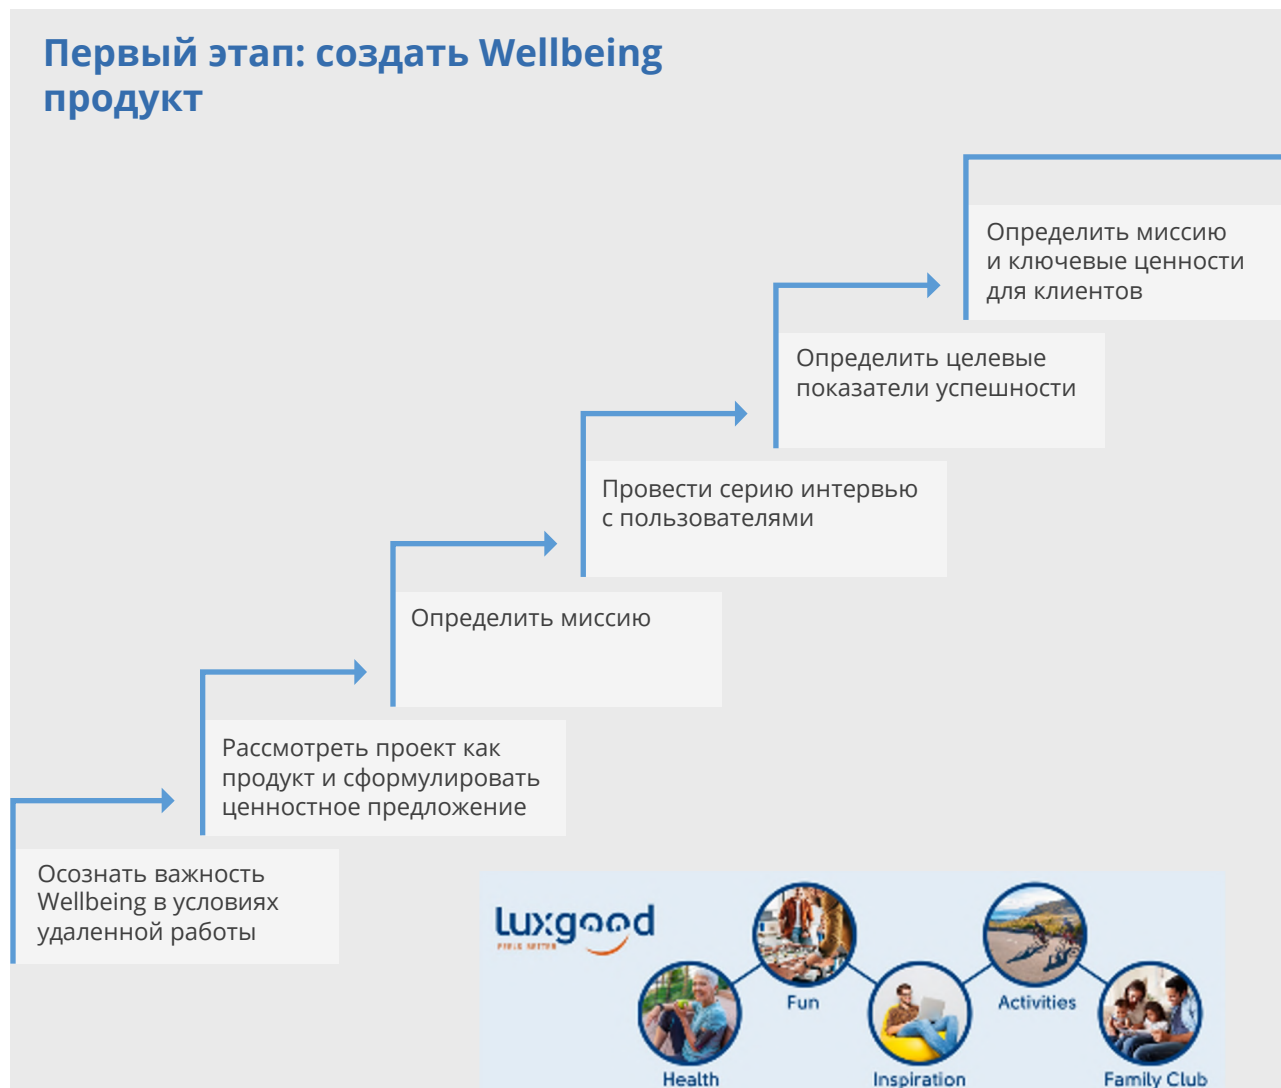 Первый этап: создать Wellbeing
продукт
Определить миссию
и ключевые ценности
для клиентов
Определить целевые
показатели успешности
Провести серию интервью
с пользователями
Определить миссию
Рассмотреть проект как
продукт и сформулировать
ценностное предложение
Осознать важность
Wellbeing в условиях
удаленной работы
luxgood
Fun
Activities
Health
Inspiration
Family Club